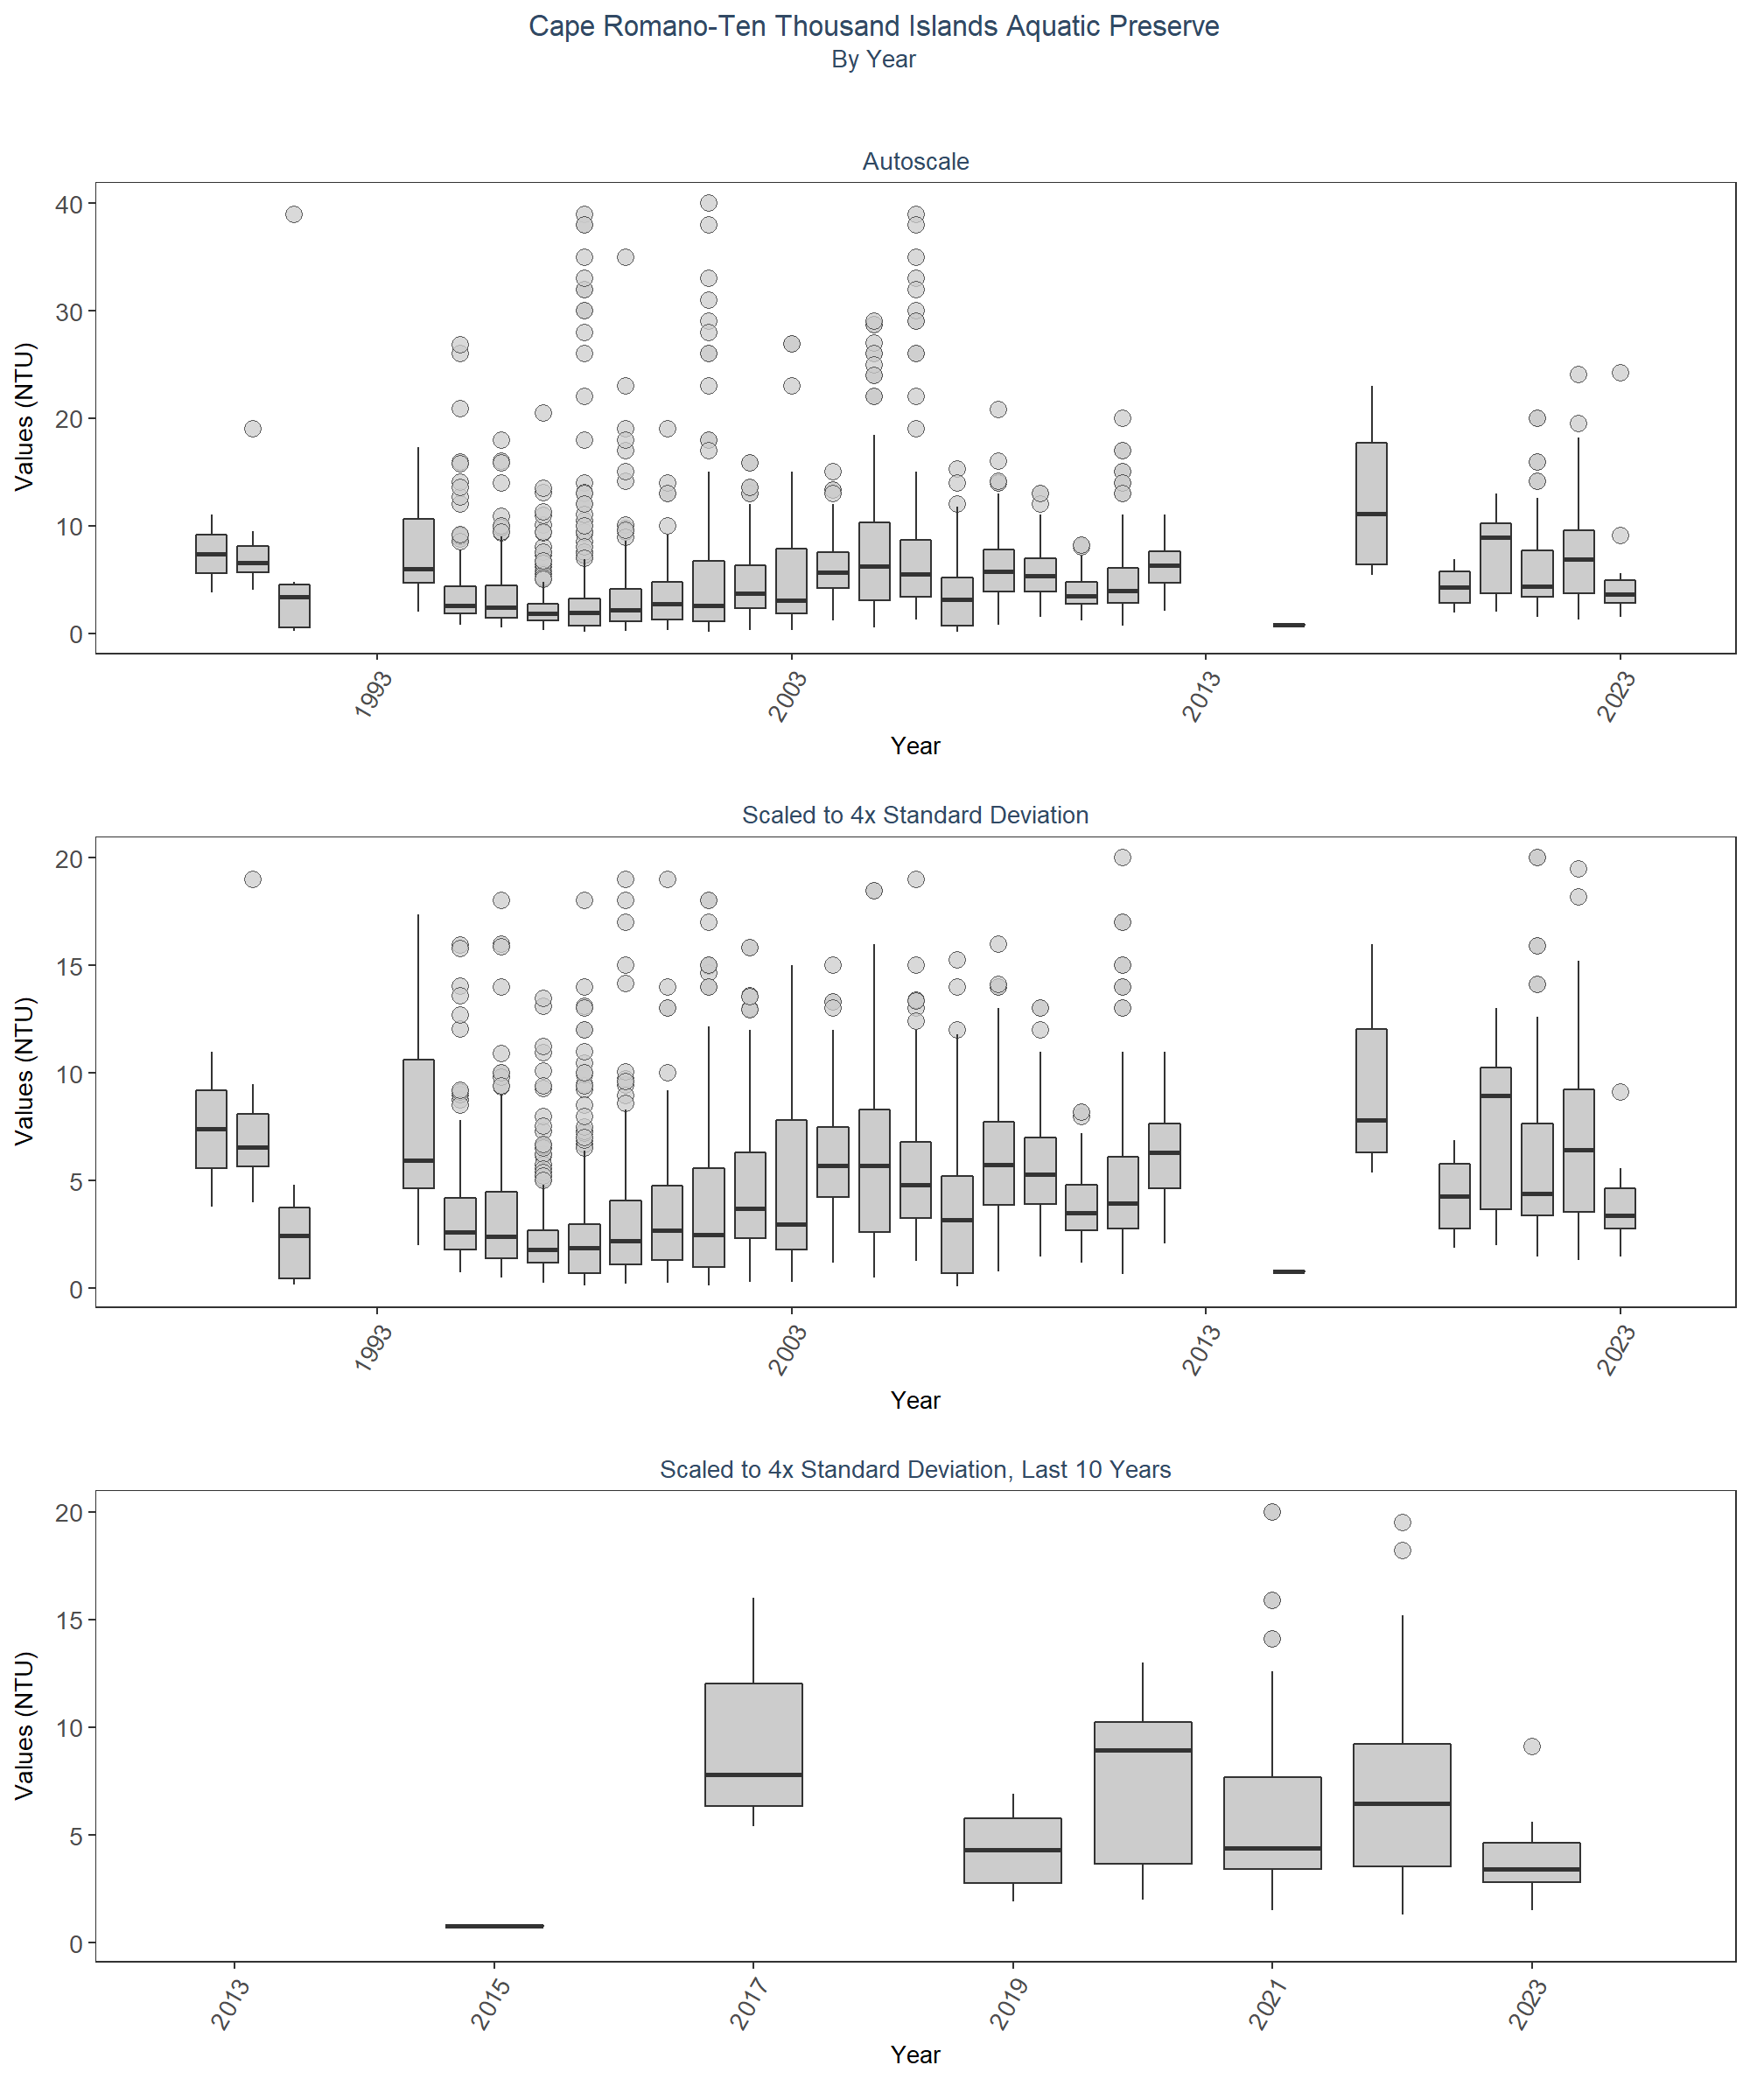 Cape Romano-Ten Thousand Islands Aquatic Preserve
By Year
Autoscale
Values (NTU)
40
30
20
10
0
1993
2003
2013
2023
Year
Scaled to 4x Standard Deviation
Values (NTU)
20
15
10
5
0
1993
2003
2013
2023
Year
Scaled to 4x Standard Deviation, Last 10 Years
Values (NTU)
20
15
10
5
0
2013
2015
2017
2019
2021
2023
Year